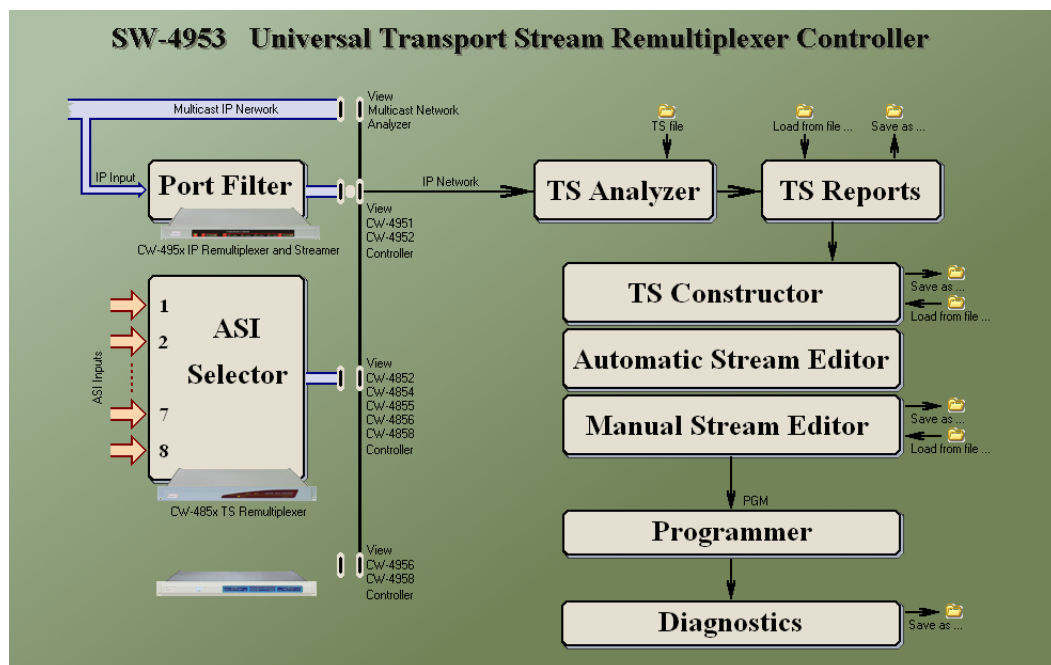 SW-4953 Universal Transport Stream Remultiplexer Controller
Multicast IP Nerwork
View
Multicast Network
Analyzer
IP Input
Port Filter
CW-495x IP Remultiplexer and Streamer
View
CW-4951
CW-4952
Controller
IP Network
TS file
TS Analyzer
Load from file ...
Save as ...
TS Reports
TS Constructor
Save as ...
Load from file ...
Automatic Stream Editor
Manual Stream Editor
Save as ...
Load from file ...
PGM
Programmer
Diagnostics
Save as ...
ASI Inputs
1
2
7
8
ASI
Selector
CW-485x TS Remultiplexer
View
CW-4852
CW-4854
CW-4855
CW-4856
CW-4858
Controller
View
CW-4956
CW-4958
Controller